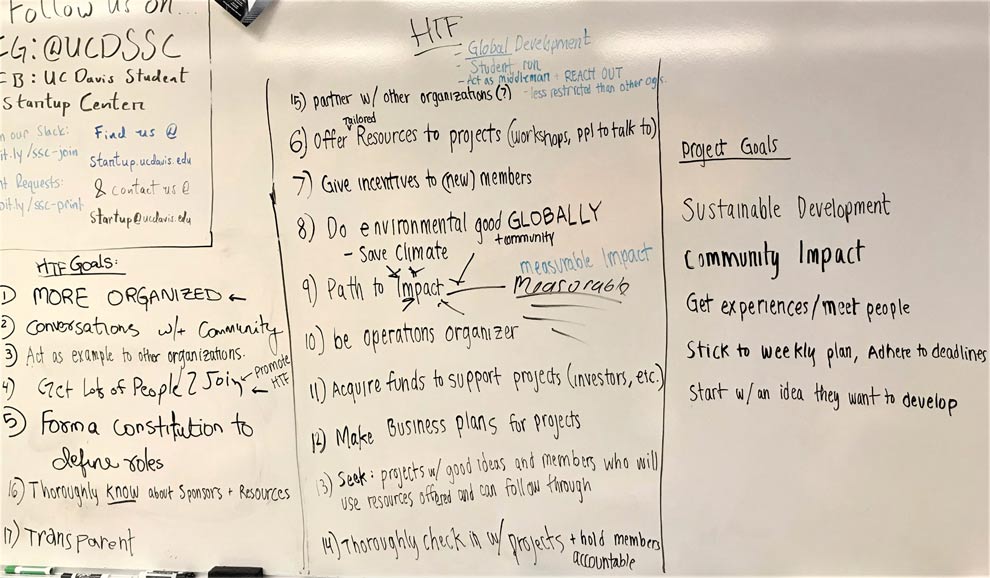 Follow us on...
IG: @UCDSSC
FB: UC Davis Student
Startup Center
on our Slack:
bit.ly/ssc-join
nt Requests:
bit.ly/ssc-print
Find us @
startup.ucdavis.edu
& contact us @
startup@ucdavis.edu
HTF Goals:
1) MORE ORGANIZED ←
2) Conversations w/+ Community
3) Act as example to other organizations.
4) Get Lots of People 2 Join ← Promote HTF
5) Form a constitution to
define roles
16) Thoroughly know about Sponsors + Resources
17) Transparent
HTF
- Global Development
- Student run
- Act as middleman + REACH OUT
- less restricted than other orgs.
15) partner w/ other organizations (?)
6) Offer Tailored Resources to projects (workshops, ppl to talk to)
7) Give incentives to (new) members
8) Do environmental good GLOBALLY
+ community
- Save Climate
measurable Impact
9) Path to Impact — Measurable
10) be operations organizer
11) Acquire funds to support projects (investors, etc.)
12) Make Business plans for projects
13) Seek: projects w/ good ideas and members who will
use resources offered and can follow through
14) Thoroughly check in w/ projects + hold members
accountable
Project Goals
Sustainable Development
Community Impact
Get experiences/meet people
Stick to weekly plan, Adhere to deadlines
Start w/ an idea they want to develop